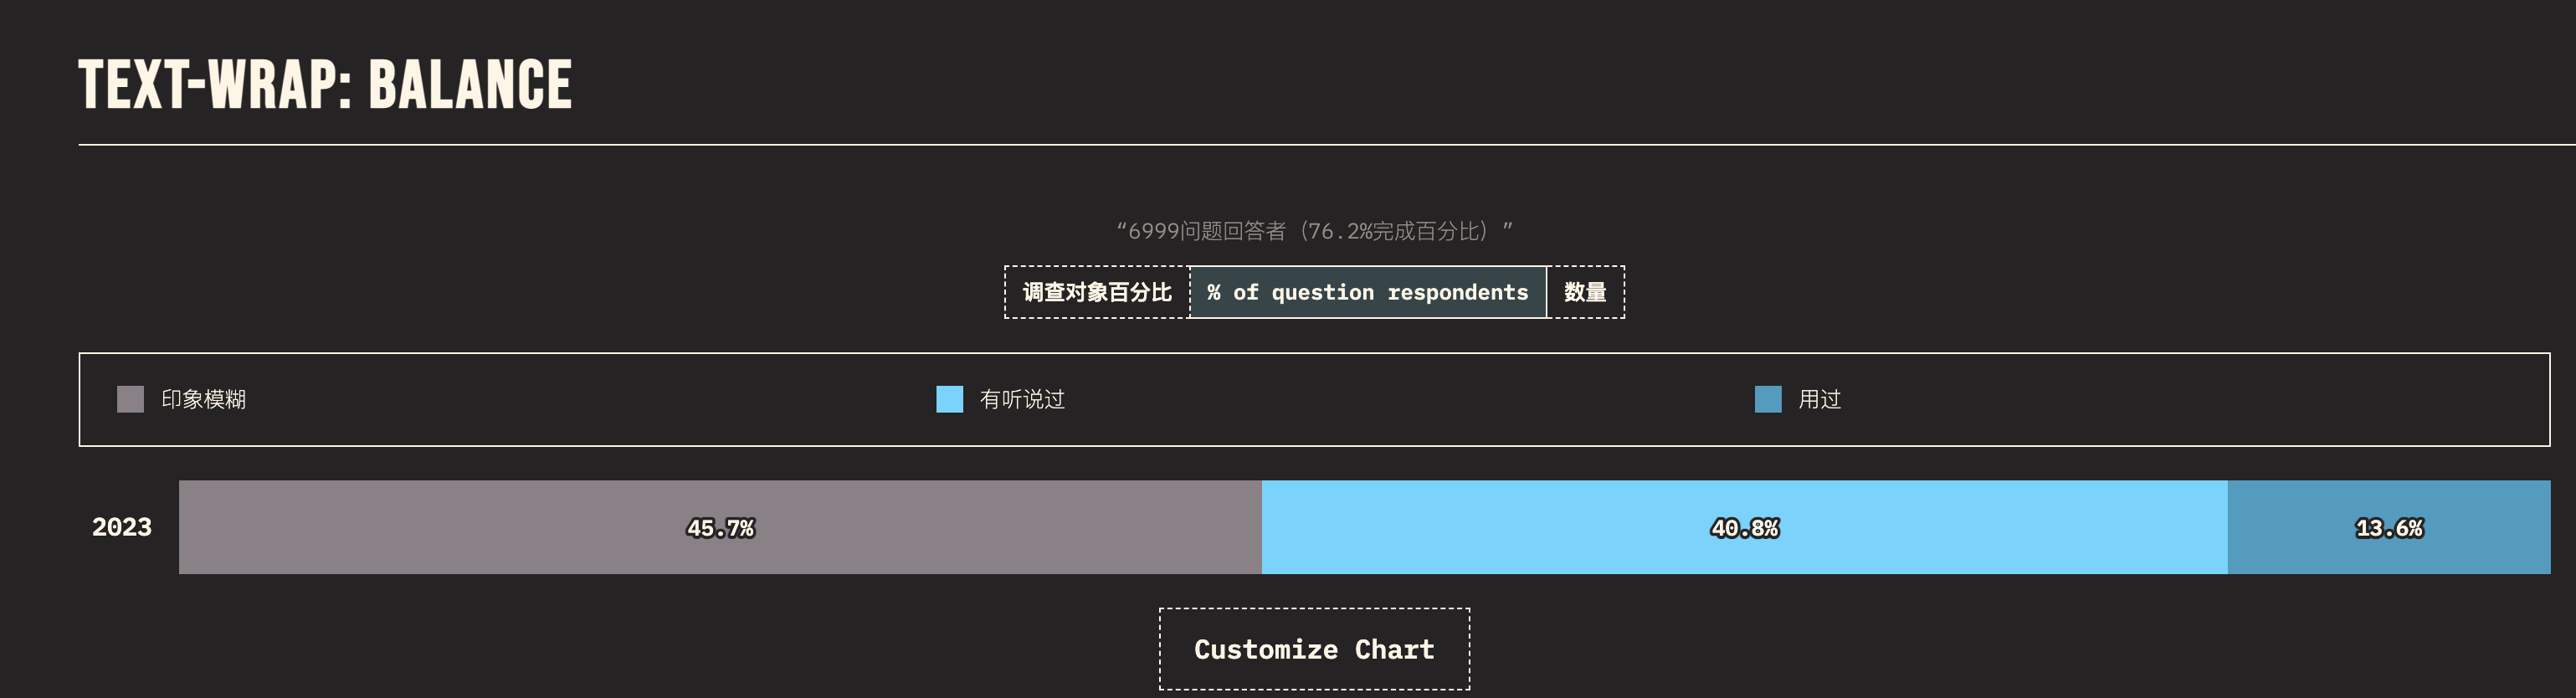 TEXT-WRAP: BALANCE
“6999问题回答者（76.2%完成百分比）”
调查对象百分比 % of question respondents 数量
印象模糊 有听说过 用过
2023 45.7% 40.8% 13.6%
Customize Chart